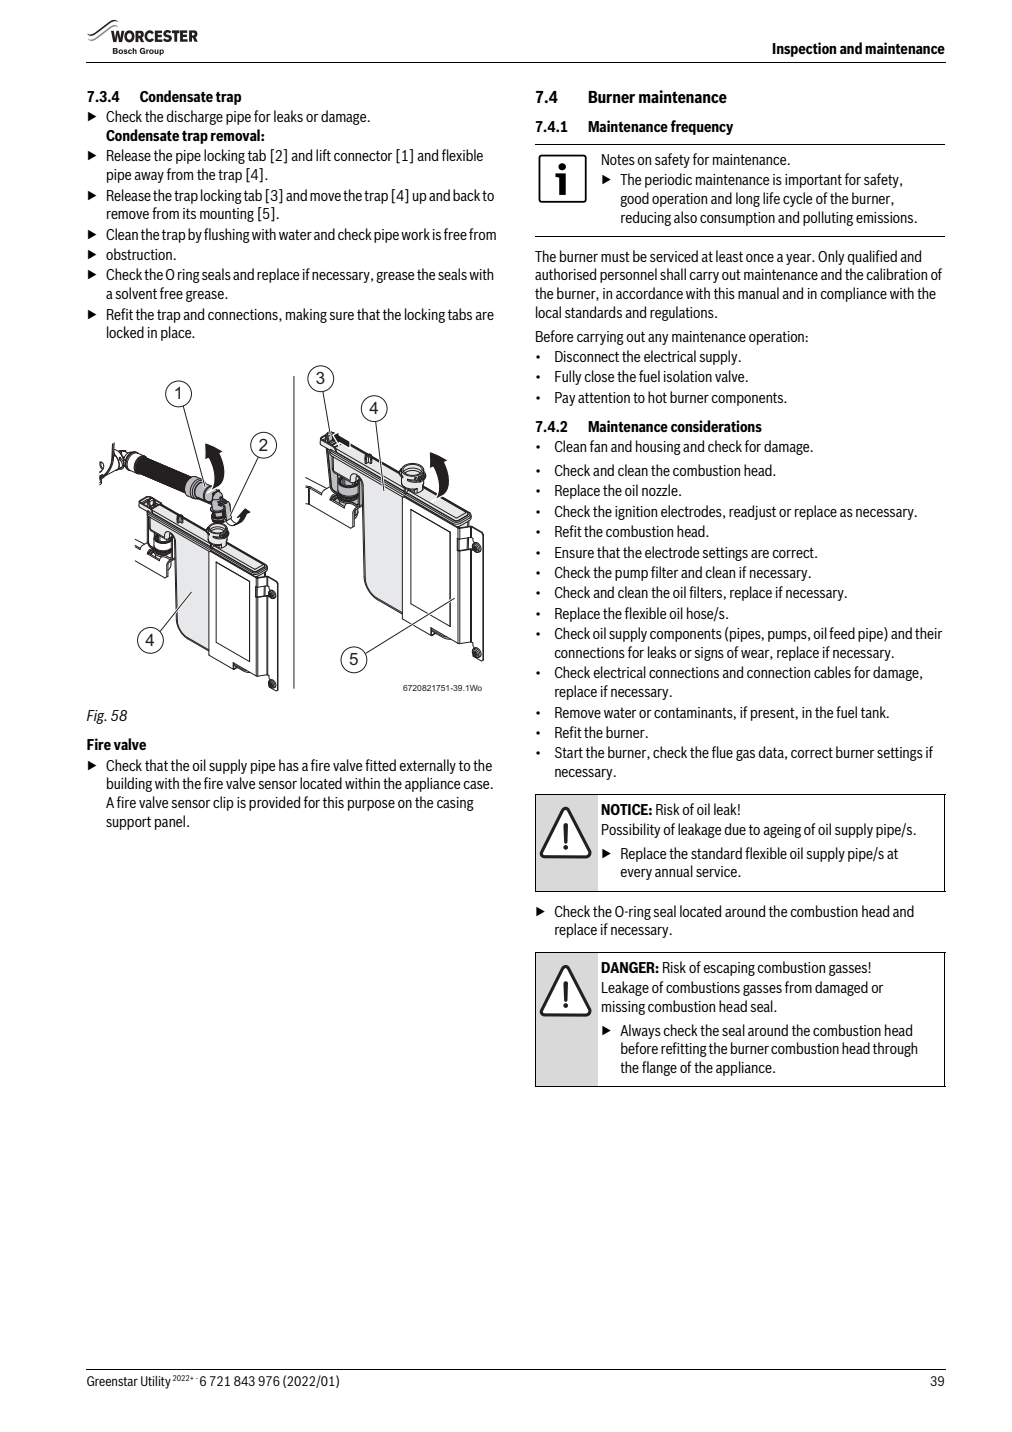 WORCESTER
Bosch Group
Inspection and maintenance
7.3.4 Condensate trap
▶ Check the discharge pipe for leaks or damage.
Condensate trap removal:
▶ Release the pipe locking tab [2] and lift connector [1] and flexible
pipe away from the trap [4].
▶ Release the trap locking tab [3] and move the trap [4] up and back to
remove from its mounting [5].
▶ Clean the trap by flushing with water and check pipe work is free from
▶ obstruction.
▶ Check the O ring seals and replace if necessary, grease the seals with
a solvent free grease.
▶ Refit the trap and connections, making sure that the locking tabs are
locked in place.
1
2
4
3
4
5
6720821751-39.1Wo
Fig. 58
Fire valve
▶ Check that the oil supply pipe has a fire valve fitted externally to the
building with the fire valve sensor located within the appliance case.
A fire valve sensor clip is provided for this purpose on the casing
support panel.
7.4 Burner maintenance
7.4.1 Maintenance frequency
i
Notes on safety for maintenance.
▶ The periodic maintenance is important for safety,
good operation and long life cycle of the burner,
reducing also consumption and polluting emissions.
The burner must be serviced at least once a year. Only qualified and
authorised personnel shall carry out maintenance and the calibration of
the burner, in accordance with this manual and in compliance with the
local standards and regulations.
Before carrying out any maintenance operation:
• Disconnect the electrical supply.
• Fully close the fuel isolation valve.
• Pay attention to hot burner components.
7.4.2 Maintenance considerations
• Clean fan and housing and check for damage.
• Check and clean the combustion head.
• Replace the oil nozzle.
• Check the ignition electrodes, readjust or replace as necessary.
• Refit the combustion head.
• Ensure that the electrode settings are correct.
• Check the pump filter and clean if necessary.
• Check and clean the oil filters, replace if necessary.
• Replace the flexible oil hose/s.
• Check oil supply components (pipes, pumps, oil feed pipe) and their
connections for leaks or signs of wear, replace if necessary.
• Check electrical connections and connection cables for damage,
replace if necessary.
• Remove water or contaminants, if present, in the fuel tank.
• Refit the burner.
• Start the burner, check the flue gas data, correct burner settings if
necessary.
NOTICE: Risk of oil leak!
Possibility of leakage due to ageing of oil supply pipe/s.
▶ Replace the standard flexible oil supply pipe/s at
every annual service.
▶ Check the O-ring seal located around the combustion head and
replace if necessary.
DANGER: Risk of escaping combustion gasses!
Leakage of combustions gasses from damaged or
missing combustion head seal.
▶ Always check the seal around the combustion head
before refitting the burner combustion head through
the flange of the appliance.
Greenstar Utility 2022+ - 6 721 843 976 (2022/01)
39